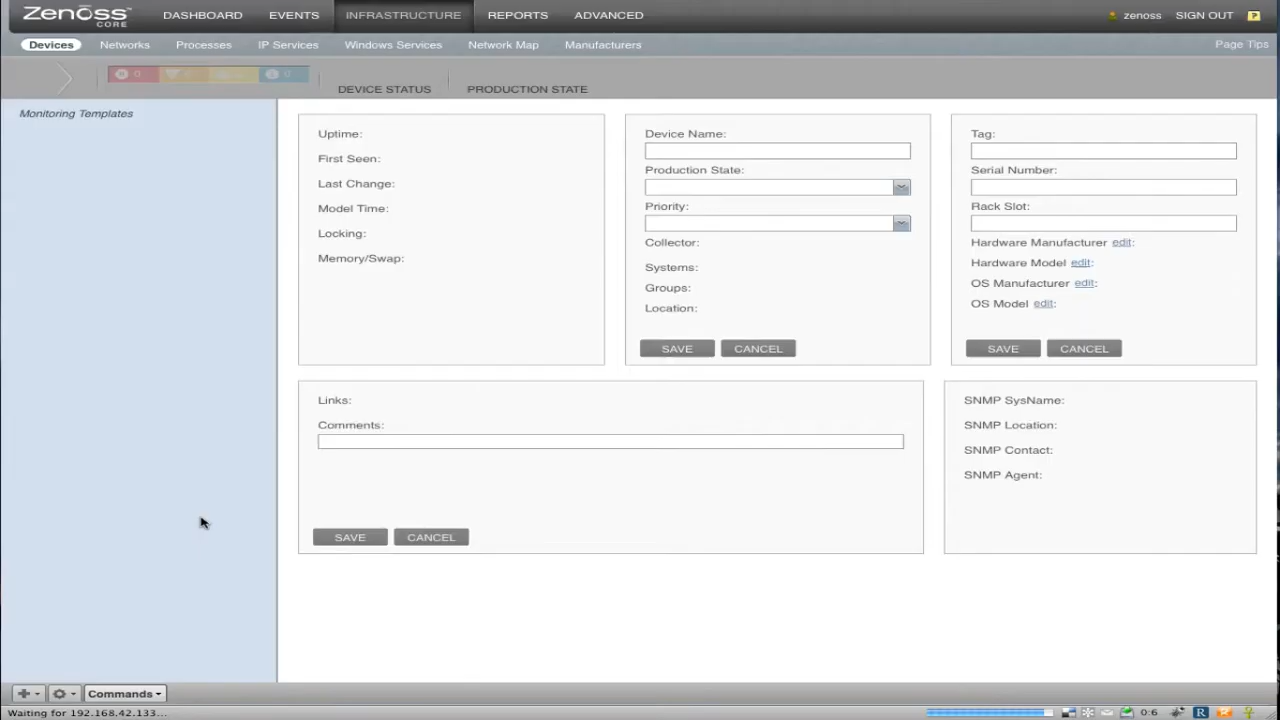 Zenoss CORE DASHBOARD EVENTS INFRASTRUCTURE REPORTS ADVANCED zenoss SIGN OUT ?
Devices Networks Processes IP Services Windows Services Network Map Manufacturers Page Tips
0 0 DEVICE STATUS PRODUCTION STATE
Monitoring Templates
Uptime:
First Seen:
Last Change:
Model Time:
Locking:
Memory/Swap:
Device Name:
Production State:
Priority:
Collector:
Systems:
Groups:
Location:
SAVE CANCEL
Tag:
Serial Number:
Rack Slot:
Hardware Manufacturer edit:
Hardware Model edit:
OS Manufacturer edit:
OS Model edit:
SAVE CANCEL
Links:
Comments:
SAVE CANCEL
SNMP SysName:
SNMP Location:
SNMP Contact:
SNMP Agent:
Commands
Waiting for 192.168.42.133... 0:6 R